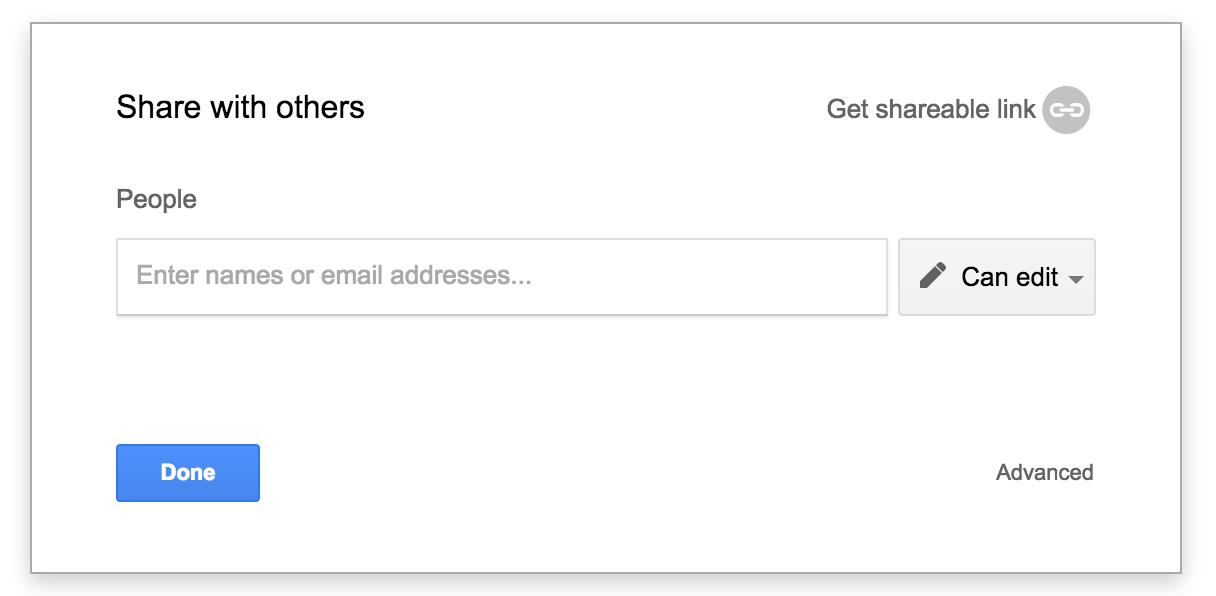 Share with others
Get shareable link
People
Enter names or email addresses...
Can edit
Done
Advanced